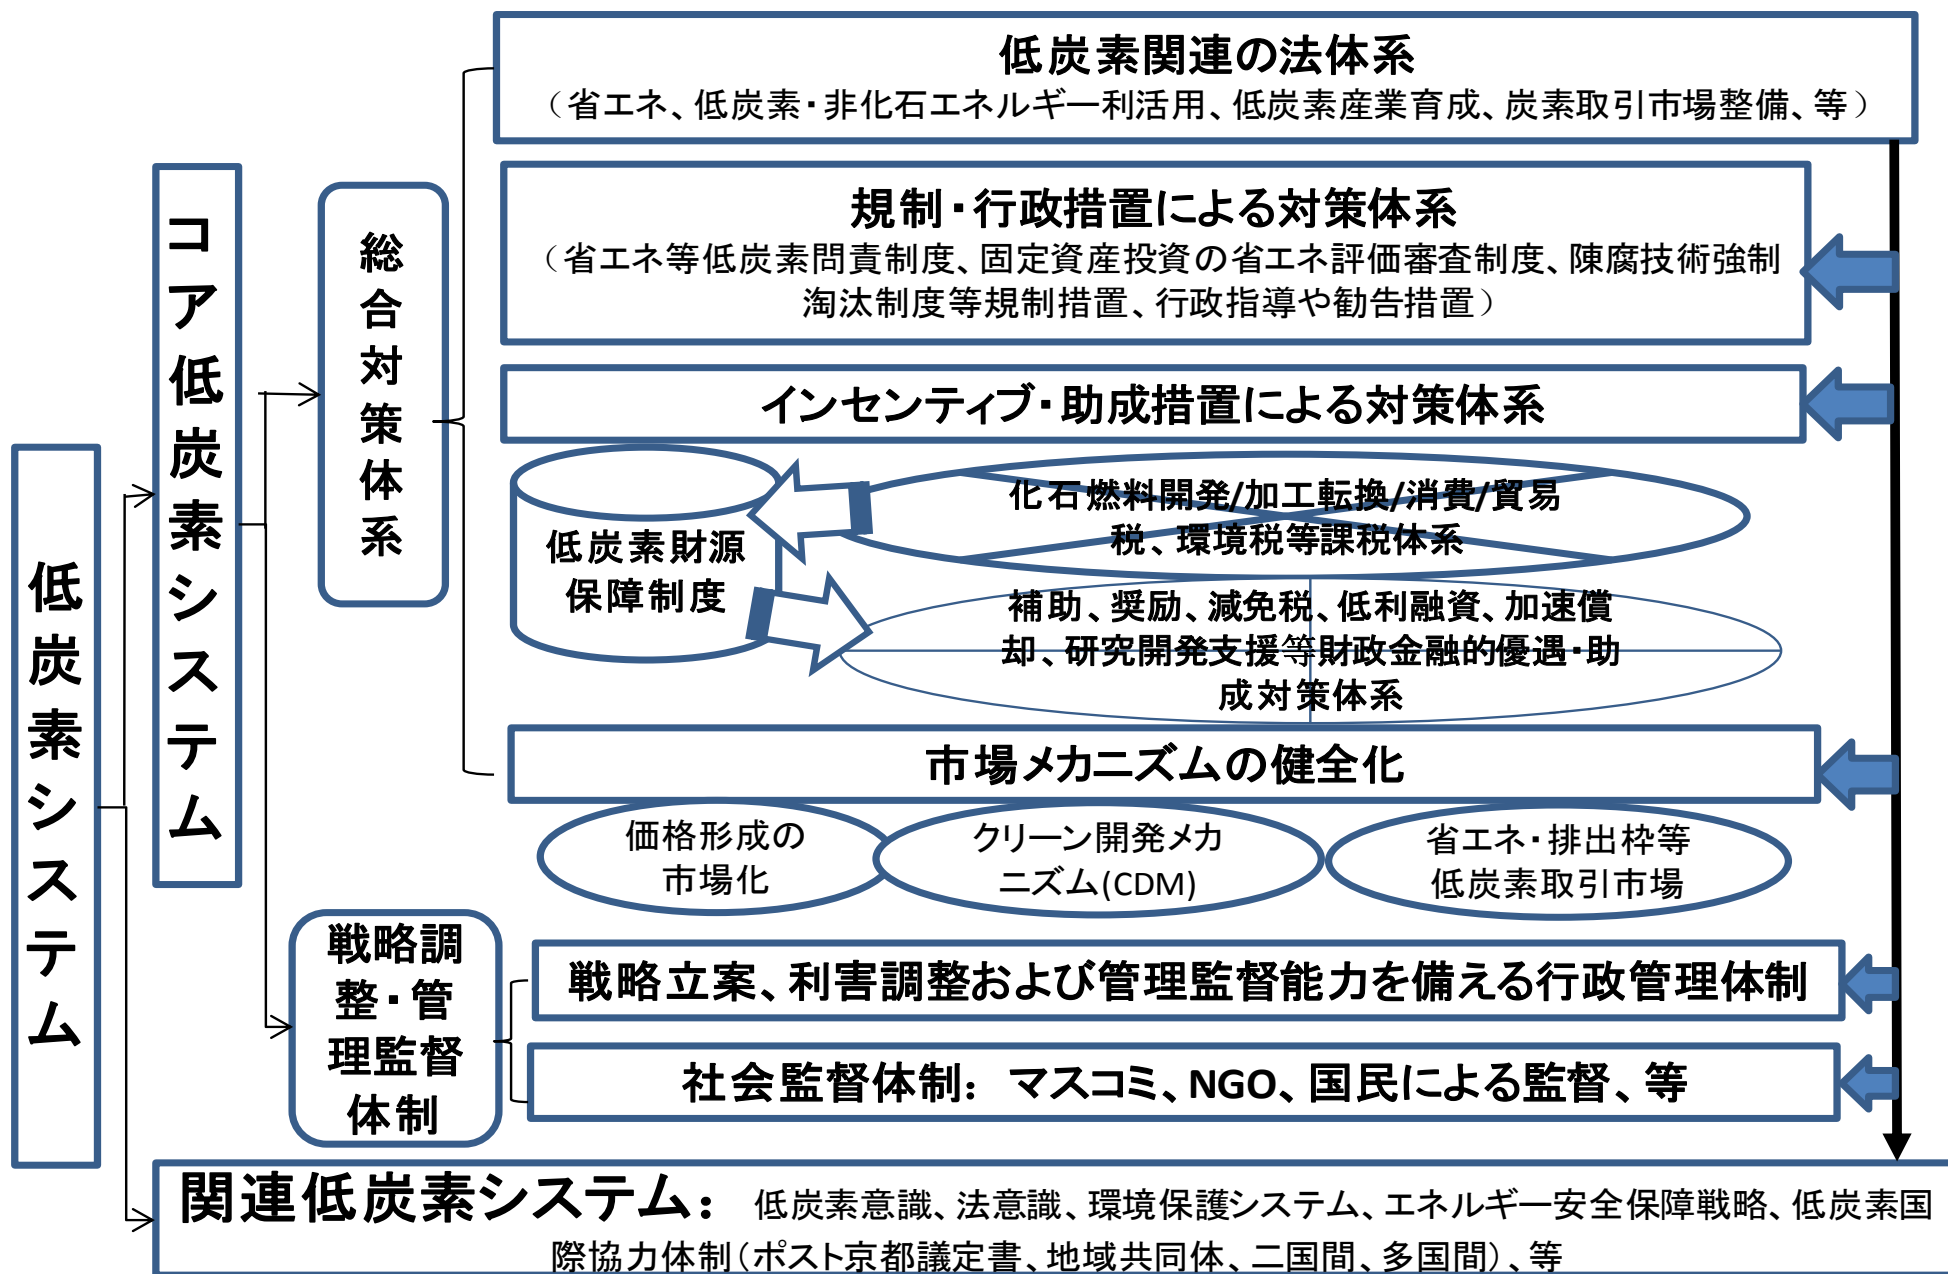 低炭素関連の法体系
（省エネ、低炭素・非化石エネルギー利活用、低炭素産業育成、炭素取引市場整備、等）
規制・行政措置による対策体系
（省エネ等低炭素問責制度、固定資産投資の省エネ評価審査制度、陳腐技術強制
淘汰制度等規制措置、行政指導や勧告措置）
インセンティブ・助成措置による対策体系
化石燃料開発/加工転換/消費/貿易
税、環境税等課税体系
低炭素財源
保障制度
補助、奨励、減免税、低利融資、加速償
却、研究開発支援等財政金融的優遇・助
成対策体系
市場メカニズムの健全化
価格形成の
市場化
クリーン開発メカ
ニズム(CDM)
省エネ・排出枠等
低炭素取引市場
総合対策体系
コア低炭素システム
低炭素システム
戦略調
整・管
理監督
体制
戦略立案、利害調整および管理監督能力を備える行政管理体制
社会監督体制： マスコミ、NGO、国民による監督、等
関連低炭素システム： 低炭素意識、法意識、環境保護システム、エネルギー安全保障戦略、低炭素国
際協力体制（ポスト京都議定書、地域共同体、二国間、多国間）、等